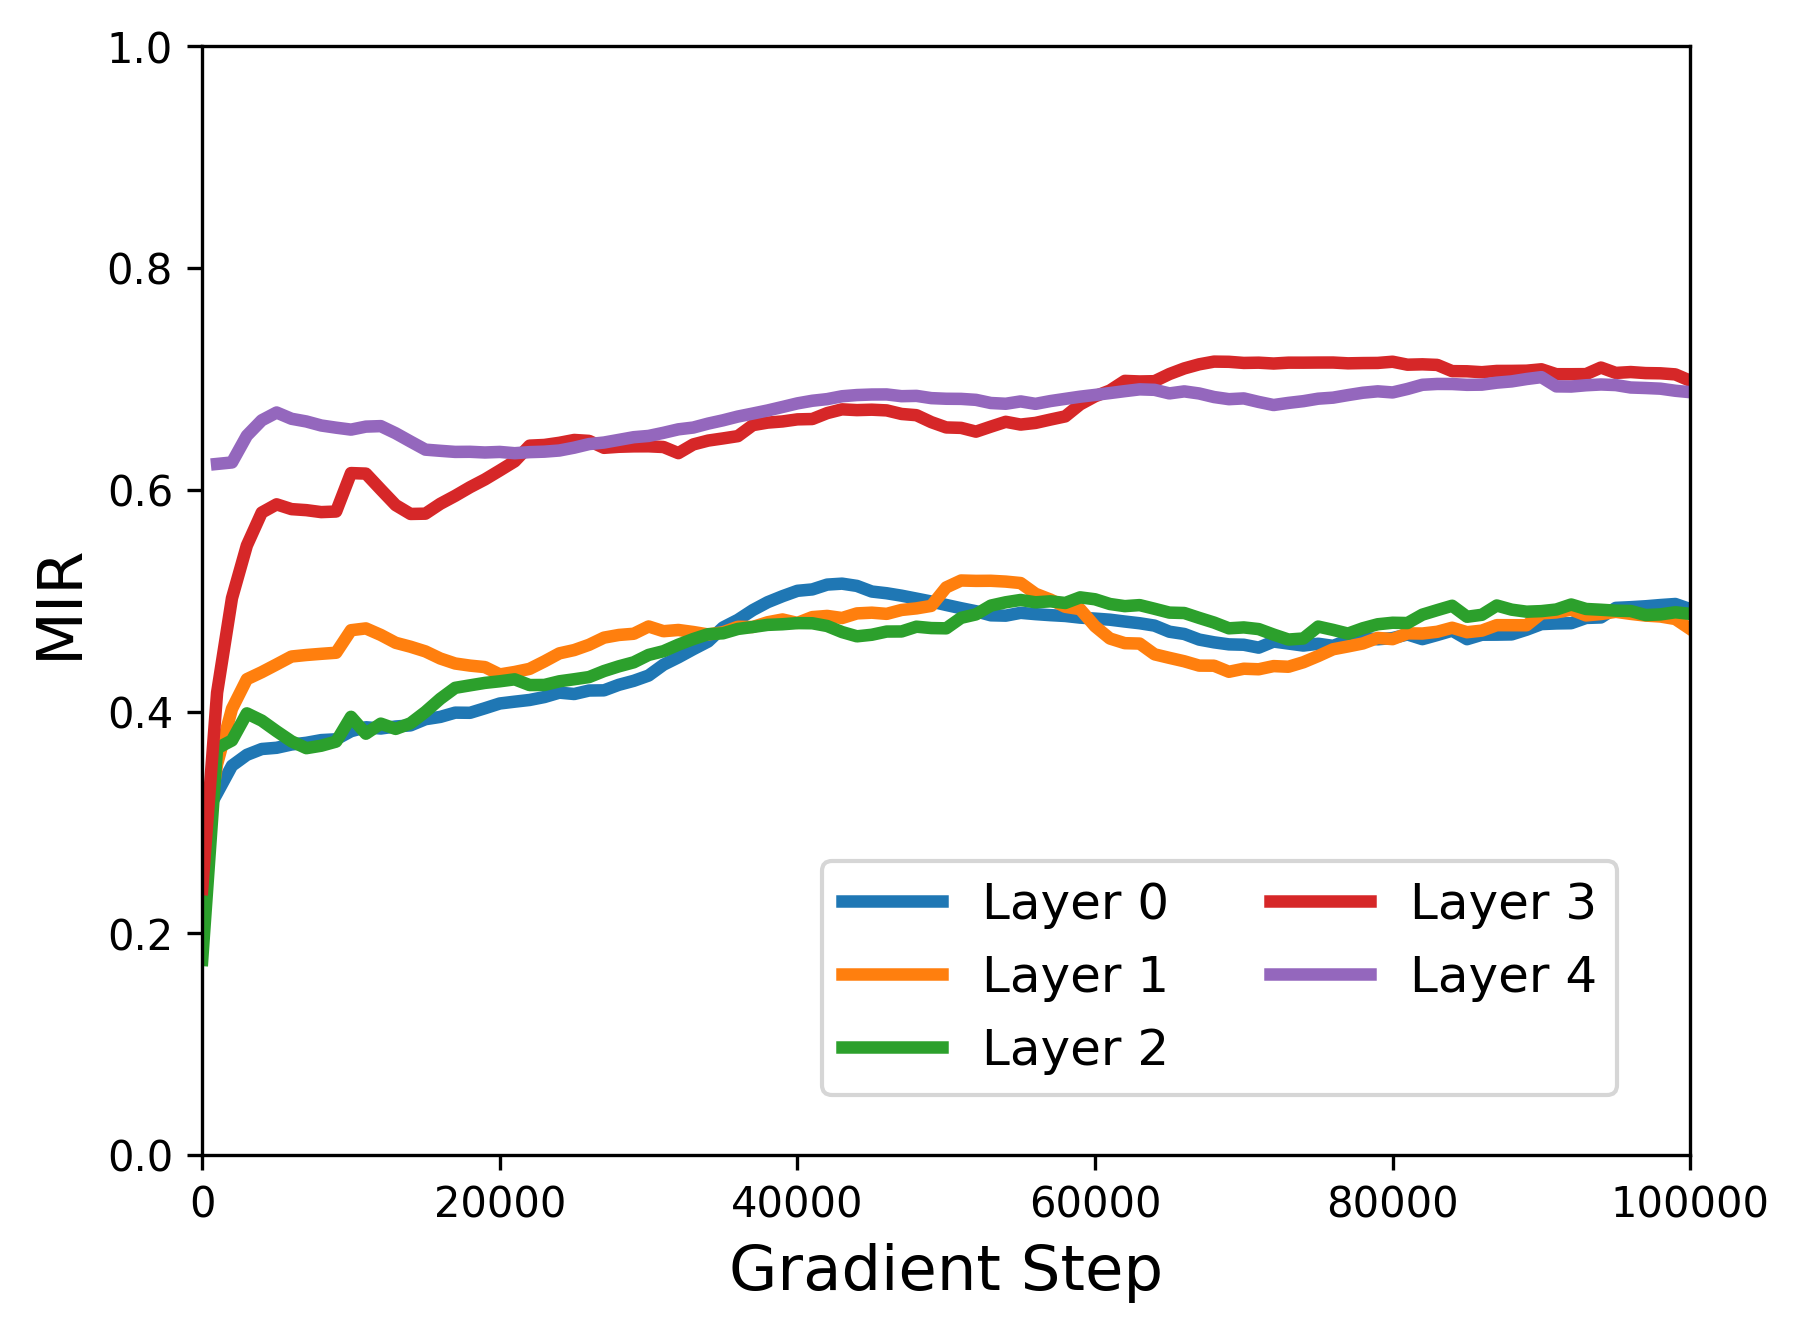 1.0
0.8
0.6
0.4
0.2
0.0
MIR
0 20000 40000 60000 80000 100000
Gradient Step
Layer 0
Layer 1
Layer 2
Layer 3
Layer 4